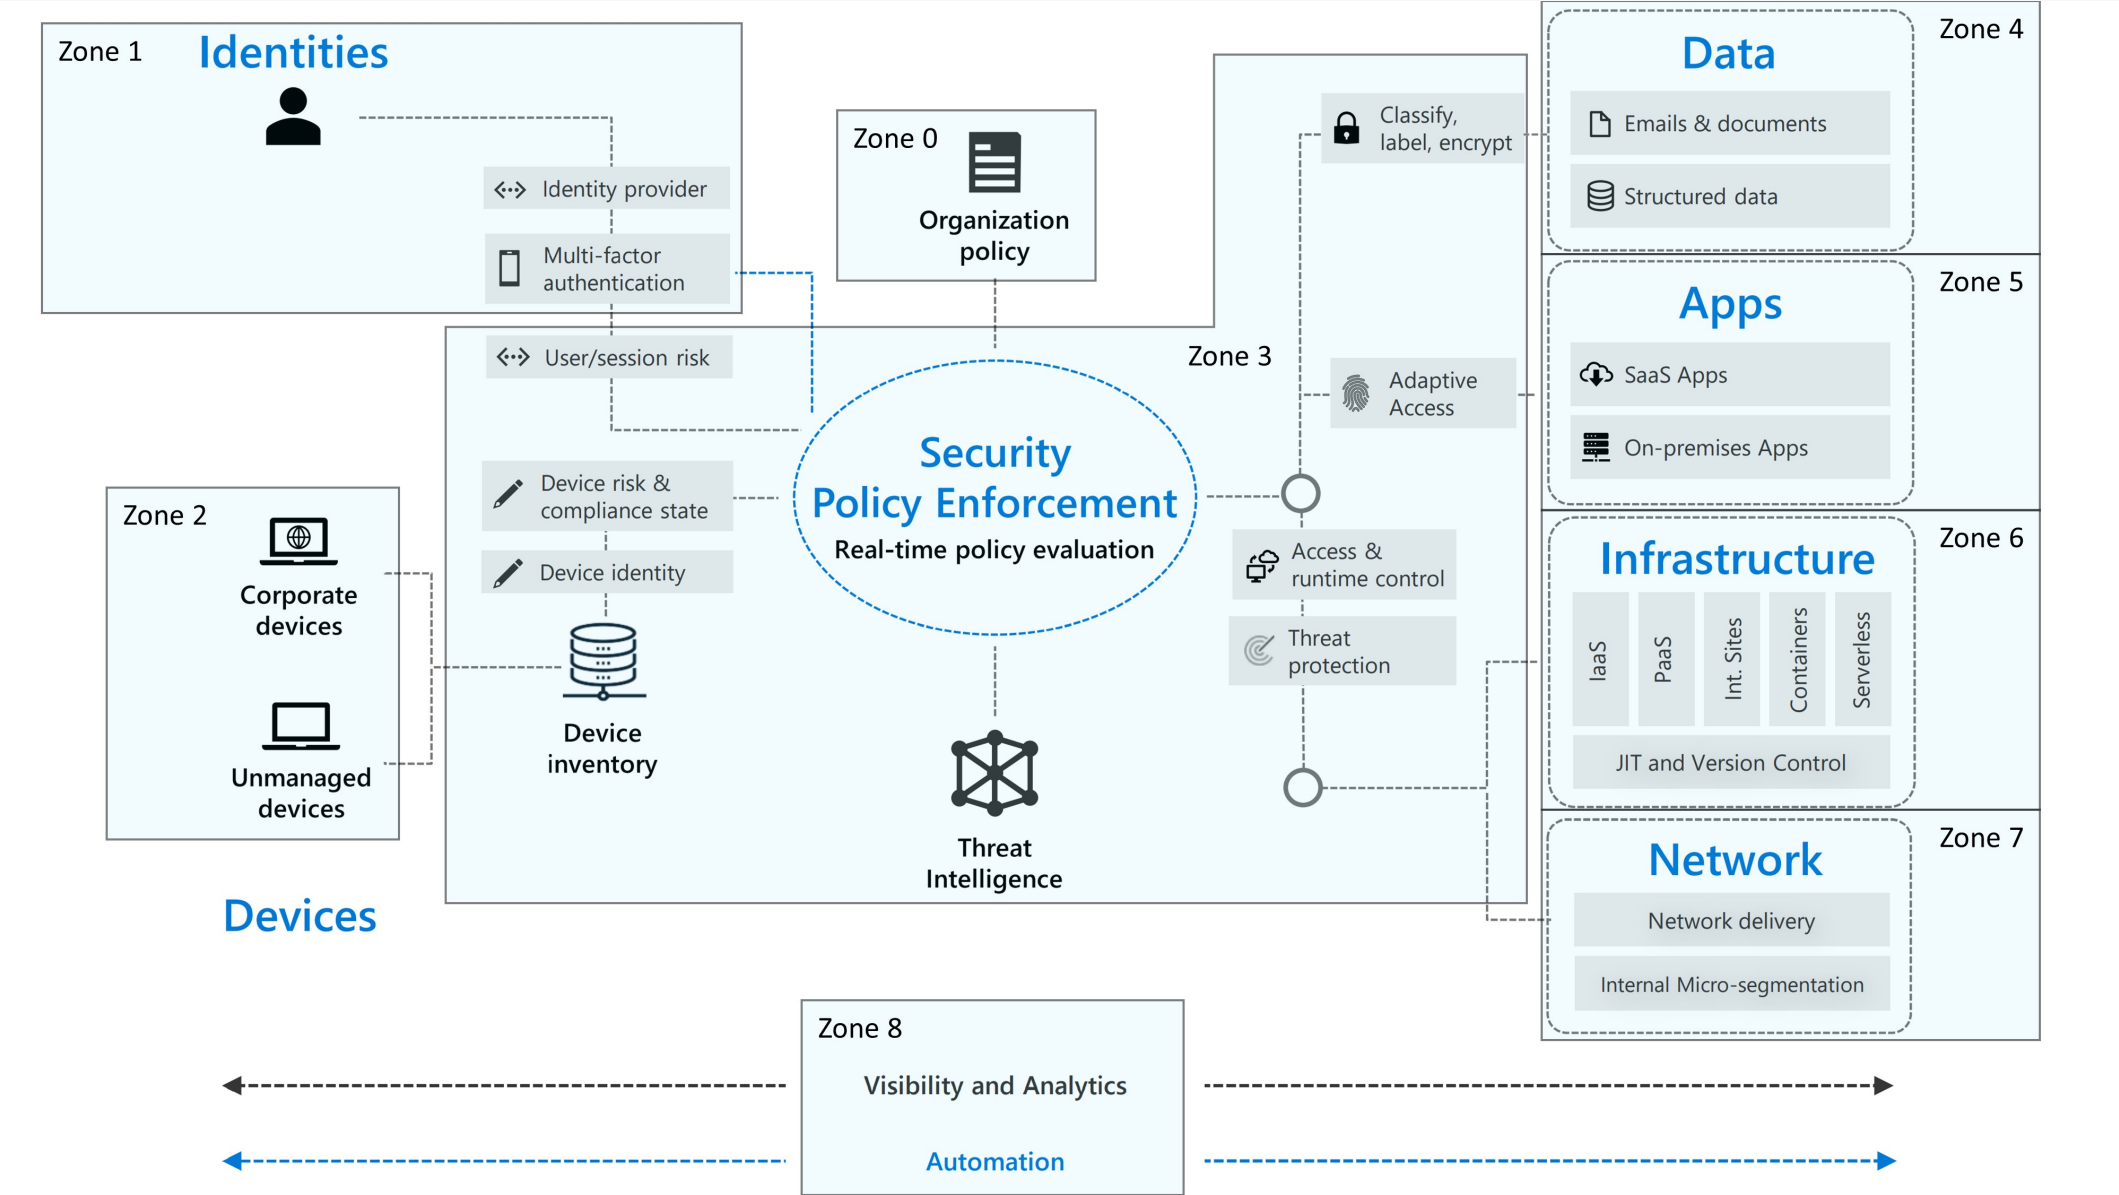 Zone 1
Identities
Identity provider
Multi-factor
authentication
Zone 0
Organization
policy
Zone 2
Corporate
devices
Unmanaged
devices
Devices
Zone 3
User/session risk
Device risk &
compliance state
Device identity
Device
inventory
Security
Policy Enforcement
Real-time policy evaluation
Threat
Intelligence
Classify,
label, encrypt
Adaptive
Access
Access &
runtime control
Threat
protection
Zone 4
Data
Emails & documents
Structured data
Zone 5
Apps
SaaS Apps
On-premises Apps
Zone 6
Infrastructure
IaaS
PaaS
Int. Sites
Containers
Serverless
JIT and Version Control
Zone 7
Network
Network delivery
Internal Micro-segmentation
Zone 8
Visibility and Analytics
Automation